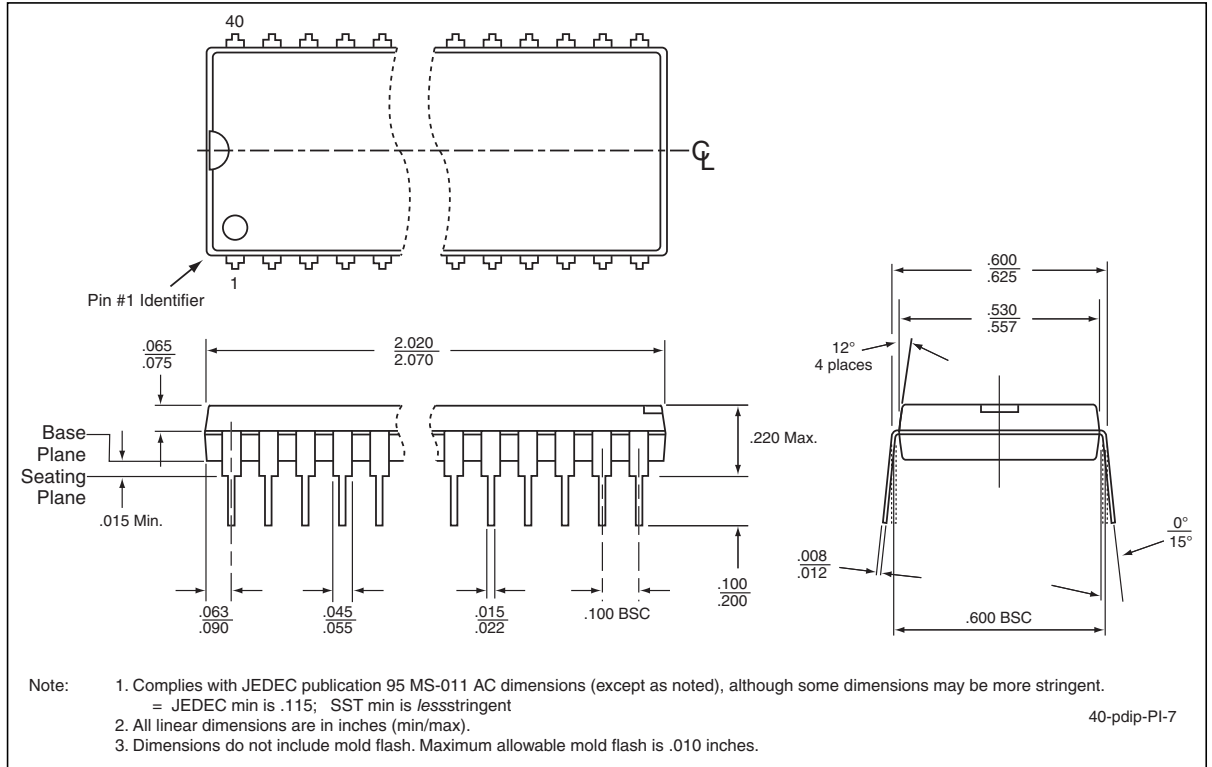 40
C
L
1
Pin #1 Identifier
.600
.625
.530
.557
12°
4 places
.065
.075
2.020
2.070
Base
Plane
Seating
Plane
.220 Max.
.015 Min.
0°
15°
.008
.012
.100
.200
.063
.090
.045
.055
.015
.022
.100 BSC
.600 BSC
Note: 1. Complies with JEDEC publication 95 MS-011 AC dimensions (except as noted), although some dimensions may be more stringent.
= JEDEC min is .115; SST min is lessstringent
2. All linear dimensions are in inches (min/max).
3. Dimensions do not include mold flash. Maximum allowable mold flash is .010 inches.
40-pdip-PI-7